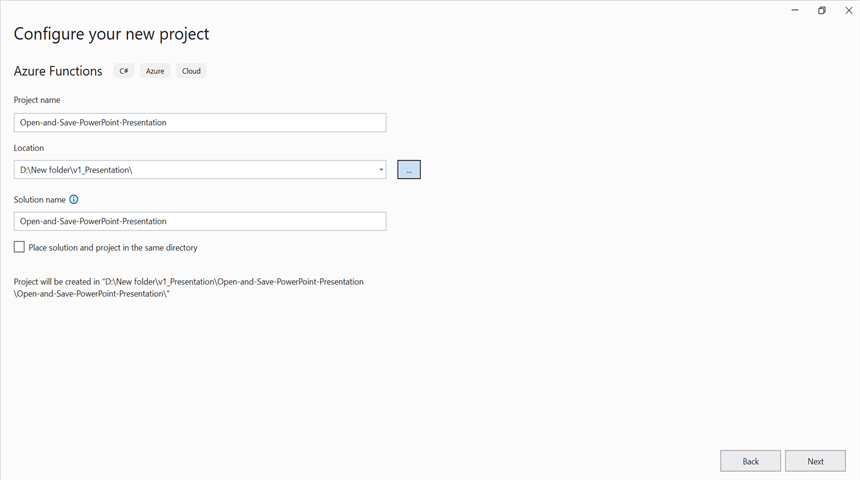 Configure your new project
Azure Functions C# Azure Cloud
Project name
Open-and-Save-PowerPoint-Presentation
Location
D:\New folder\v1_Presentation\
...
Solution name
Open-and-Save-PowerPoint-Presentation
Place solution and project in the same directory
Project will be created in "D:\New folder\v1_Presentation\Open-and-Save-PowerPoint-Presentation
\Open-and-Save-PowerPoint-Presentation\"
Back Next